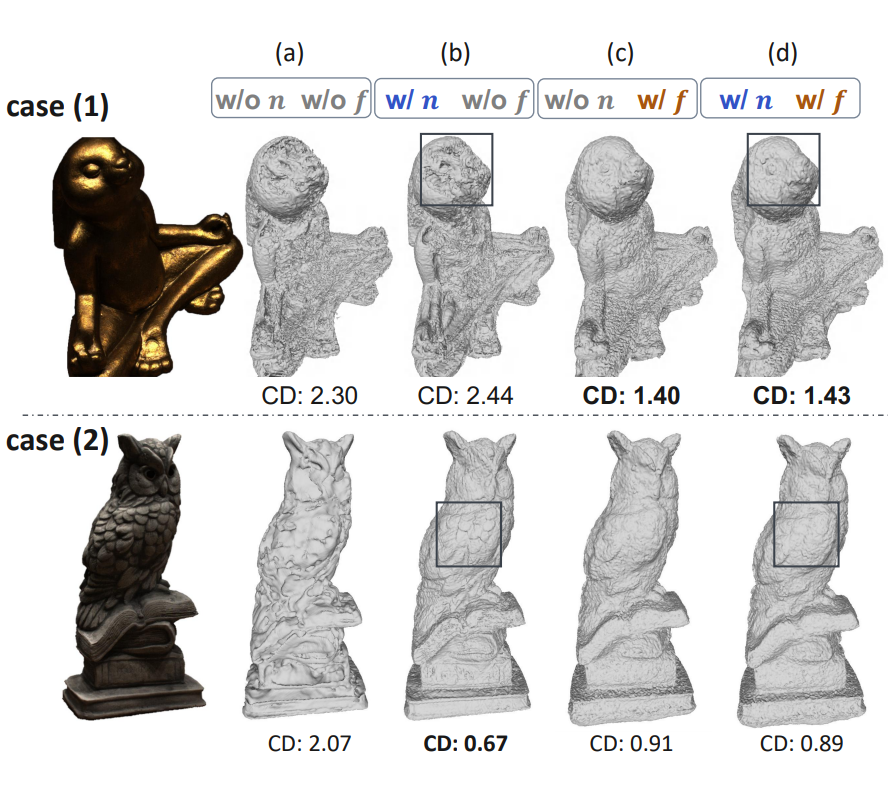 (a) (b) (c) (d)
w/o n w/o f w/ n w/o f w/o n w/ f w/ n w/ f
case (1)
CD: 2.30 CD: 2.44 CD: 1.40 CD: 1.43
case (2)
CD: 2.07 CD: 0.67 CD: 0.91 CD: 0.89